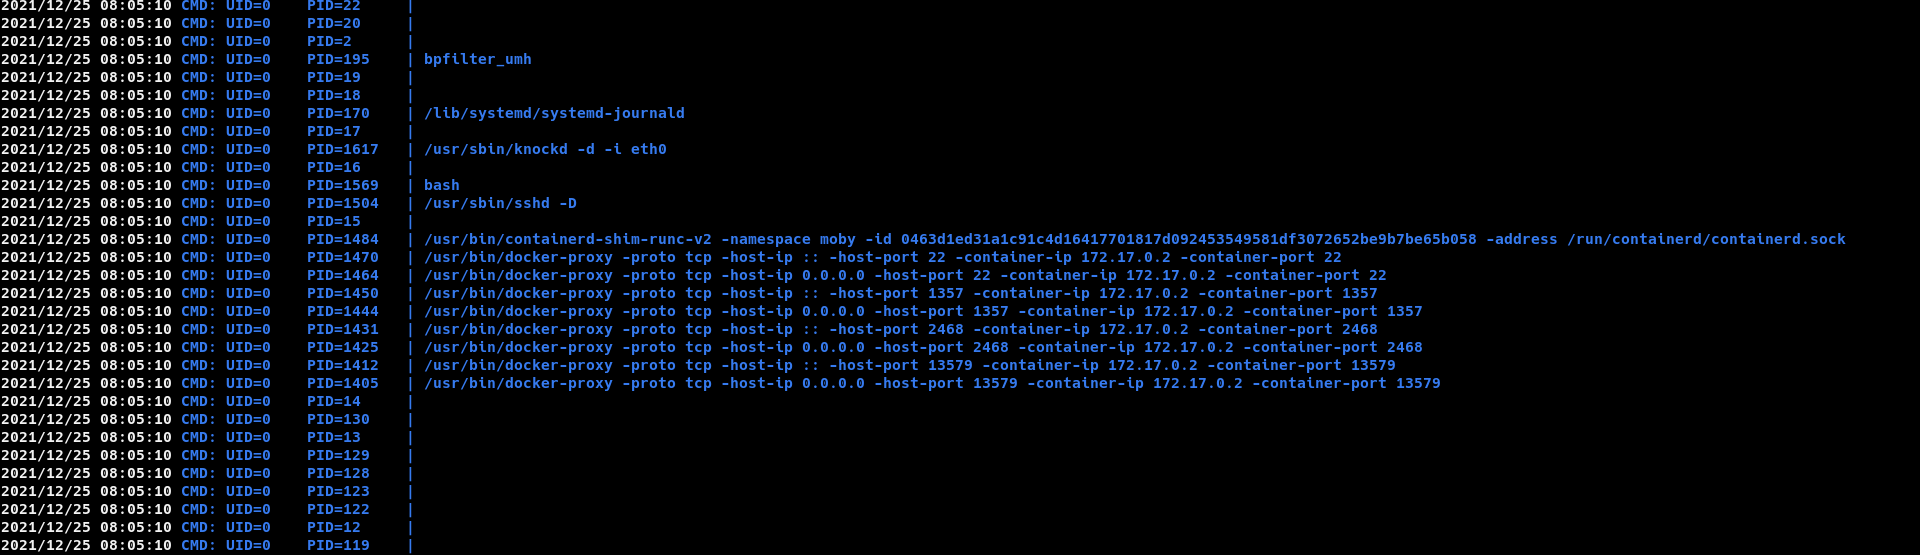 2021/12/25 08:05:10 CMD: UID=0    PID=22     |
2021/12/25 08:05:10 CMD: UID=0    PID=20     |
2021/12/25 08:05:10 CMD: UID=0    PID=2      |
2021/12/25 08:05:10 CMD: UID=0    PID=195    | bpfilter_umh
2021/12/25 08:05:10 CMD: UID=0    PID=19     |
2021/12/25 08:05:10 CMD: UID=0    PID=18     |
2021/12/25 08:05:10 CMD: UID=0    PID=170    | /lib/systemd/systemd-journald
2021/12/25 08:05:10 CMD: UID=0    PID=17     |
2021/12/25 08:05:10 CMD: UID=0    PID=1617   | /usr/sbin/knockd -d -i eth0
2021/12/25 08:05:10 CMD: UID=0    PID=16     |
2021/12/25 08:05:10 CMD: UID=0    PID=1569   | bash
2021/12/25 08:05:10 CMD: UID=0    PID=1504   | /usr/sbin/sshd -D
2021/12/25 08:05:10 CMD: UID=0    PID=15     |
2021/12/25 08:05:10 CMD: UID=0    PID=1484   | /usr/bin/containerd-shim-runc-v2 -namespace moby -id 0463d1ed31a1c91c4d16417701817d092453549581df3072652be9b7be65b058 -address /run/containerd/containerd.sock
2021/12/25 08:05:10 CMD: UID=0    PID=1470   | /usr/bin/docker-proxy -proto tcp -host-ip :: -host-port 22 -container-ip 172.17.0.2 -container-port 22
2021/12/25 08:05:10 CMD: UID=0    PID=1464   | /usr/bin/docker-proxy -proto tcp -host-ip 0.0.0.0 -host-port 22 -container-ip 172.17.0.2 -container-port 22
2021/12/25 08:05:10 CMD: UID=0    PID=1450   | /usr/bin/docker-proxy -proto tcp -host-ip :: -host-port 1357 -container-ip 172.17.0.2 -container-port 1357
2021/12/25 08:05:10 CMD: UID=0    PID=1444   | /usr/bin/docker-proxy -proto tcp -host-ip 0.0.0.0 -host-port 1357 -container-ip 172.17.0.2 -container-port 1357
2021/12/25 08:05:10 CMD: UID=0    PID=1431   | /usr/bin/docker-proxy -proto tcp -host-ip :: -host-port 2468 -container-ip 172.17.0.2 -container-port 2468
2021/12/25 08:05:10 CMD: UID=0    PID=1425   | /usr/bin/docker-proxy -proto tcp -host-ip 0.0.0.0 -host-port 2468 -container-ip 172.17.0.2 -container-port 2468
2021/12/25 08:05:10 CMD: UID=0    PID=1412   | /usr/bin/docker-proxy -proto tcp -host-ip :: -host-port 13579 -container-ip 172.17.0.2 -container-port 13579
2021/12/25 08:05:10 CMD: UID=0    PID=1405   | /usr/bin/docker-proxy -proto tcp -host-ip 0.0.0.0 -host-port 13579 -container-ip 172.17.0.2 -container-port 13579
2021/12/25 08:05:10 CMD: UID=0    PID=14     |
2021/12/25 08:05:10 CMD: UID=0    PID=130    |
2021/12/25 08:05:10 CMD: UID=0    PID=13     |
2021/12/25 08:05:10 CMD: UID=0    PID=129    |
2021/12/25 08:05:10 CMD: UID=0    PID=128    |
2021/12/25 08:05:10 CMD: UID=0    PID=123    |
2021/12/25 08:05:10 CMD: UID=0    PID=122    |
2021/12/25 08:05:10 CMD: UID=0    PID=12     |
2021/12/25 08:05:10 CMD: UID=0    PID=119    |